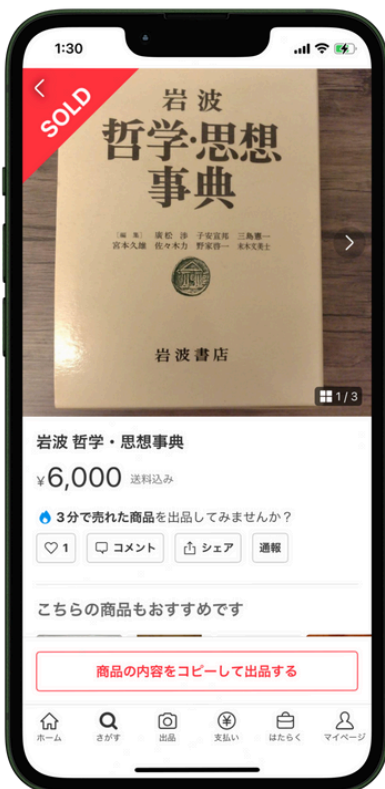 1:30
SOLD
岩波
哲学・思想
事典
[編集] 廣松 渉 子安宣邦 三島憲一
宮本久雄 佐々木力 野家啓一 末木文美士
岩波書店
1/3
岩波 哲学・思想事典
¥6,000 送料込み
3分で売れた商品を出品してみませんか？
1 コメント シェア 通報
こちらの商品もおすすめです
商品の内容をコピーして出品する
ホーム さがす 出品 支払い はたらく マイページ